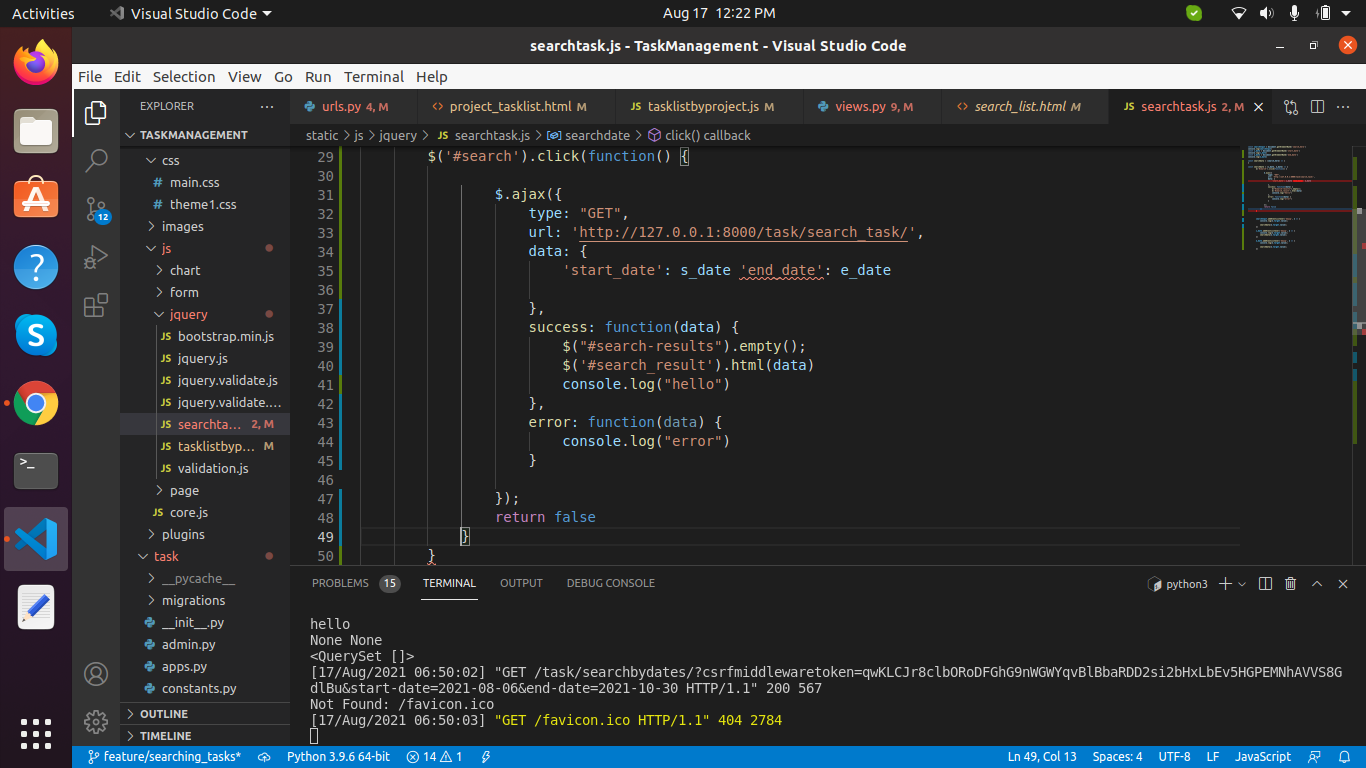 Activities Visual Studio Code Aug 17 12:22 PM
searchtask.js - TaskManagement - Visual Studio Code
File Edit Selection View Go Run Terminal Help
EXPLORER ... urls.py 4, M project_tasklist.html M tasklistbyproject.js M views.py 9, M search_list.html M searchtask.js 2, M
TASKMANAGEMENT
static > js > jquery > JS searchtask.js > searchdate > click() callback
css
# main.css
# theme1.css
images
js
chart
form
jquery
JS bootstrap.min.js
JS jquery.js
JS jquery.validate.js
JS jquery.validate....
JS searchta... 2, M
JS tasklistbyp... M
JS validation.js
page
JS core.js
plugins
task
__pycache__
migrations
__init__.py
admin.py
apps.py
constants.py
OUTLINE
TIMELINE
12
29 $('#search').click(function() {
30
31 $.ajax({
32 type: "GET",
33 url: 'http://127.0.0.1:8000/task/search_task/',
34 data: {
35 'start_date': s_date 'end_date': e_date
36
37 },
38 success: function(data) {
39 $("#search-results").empty();
40 $('#search_result').html(data)
41 console.log("hello")
42 },
43 error: function(data) {
44 console.log("error")
45 }
46
47 });
48 return false
49 }
50 }
PROBLEMS 15 TERMINAL OUTPUT DEBUG CONSOLE python3
hello
None None
<QuerySet []>
[17/Aug/2021 06:50:02] "GET /task/searchbydates/?csrfmiddlewaretoken=qwKLCJr8clbORoDFGhG9nWGWYqvBlBbaRDD2si2bHxLbEv5HGPEMNhAVVS8G
dlBu&start-date=2021-08-06&end-date=2021-10-30 HTTP/1.1" 200 567
Not Found: /favicon.ico
[17/Aug/2021 06:50:03] "GET /favicon.ico HTTP/1.1" 404 2784
feature/searching_tasks* Python 3.9.6 64-bit 14 1 Ln 49, Col 13 Spaces: 4 UTF-8 LF JavaScript